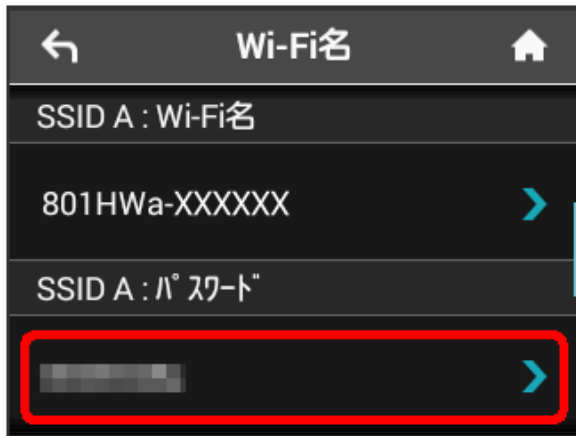 Wi-Fi名
SSID A : Wi-Fi名
801HWa-XXXXXX
SSID A : ﾊﾟｽﾜｰﾄﾞ